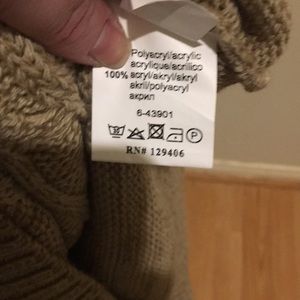 Polyacryl/acrylic
acrylique/acrilico
100% acryl/akryl/akryl
akril/polyacryl
акрил
6-43901
P
RN# 129406